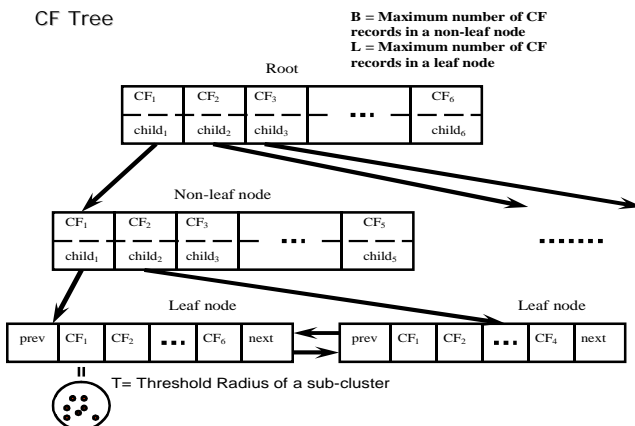 CF Tree
B = Maximum number of CF
records in a non-leaf node
L = Maximum number of CF
records in a leaf node
Root
CF₁ CF₂ CF₃ ... CF₆
child₁ child₂ child₃ child₆
Non-leaf node
CF₁ CF₂ CF₃ ... CF₅
child₁ child₂ child₃ child₅
.......
Leaf node Leaf node
prev CF₁ CF₂ ... CF₆ next prev CF₁ CF₂ ... CF₄ next
T= Threshold Radius of a sub-cluster